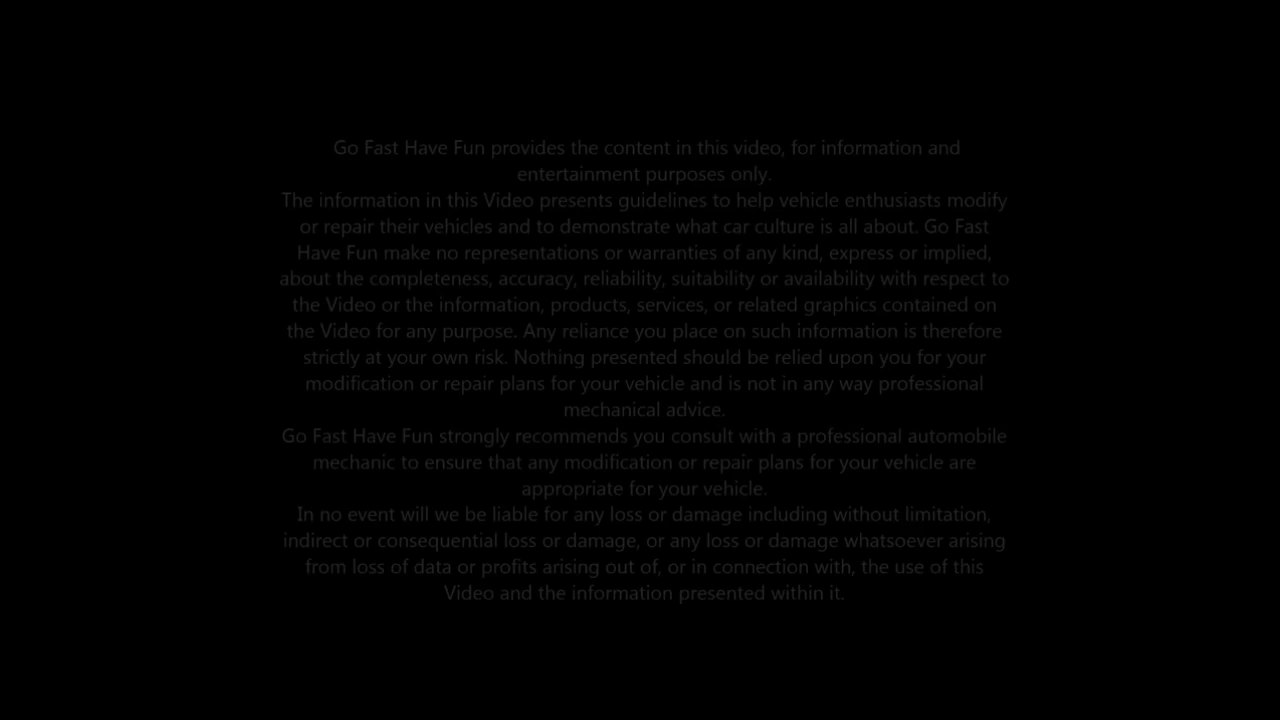 Go Fast Have Fun provides the content in this video, for information and
entertainment purposes only.
The information in this Video presents guidelines to help vehicle enthusiasts modify
or repair their vehicles and to demonstrate what car culture is all about. Go Fast
Have Fun make no representations or warranties of any kind, express or implied,
about the completeness, accuracy, reliability, suitability or availability with respect to
the Video or the information, products, services, or related graphics contained on
the Video for any purpose. Any reliance you place on such information is therefore
strictly at your own risk. Nothing presented should be relied upon you for your
modification or repair plans for your vehicle and is not in any way professional
mechanical advice.
Go Fast Have Fun strongly recommends you consult with a professional automobile
mechanic to ensure that any modification or repair plans for your vehicle are
appropriate for your vehicle.
In no event will we be liable for any loss or damage including without limitation,
indirect or consequential loss or damage, or any loss or damage whatsoever arising
from loss of data or profits arising out of, or in connection with, the use of this
Video and the information presented within it.